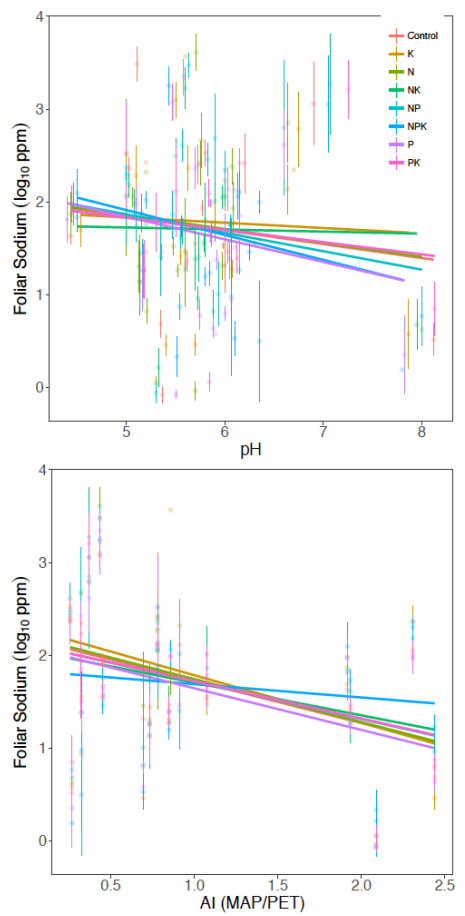 4
3
2
1
0
Foliar Sodium (log10 ppm)
Control
K
N
NK
NP
NPK
P
PK
5 6 7 8
pH
4
3
2
1
0
Foliar Sodium (log10 ppm)
0.5 1.0 1.5 2.0 2.5
AI (MAP/PET)